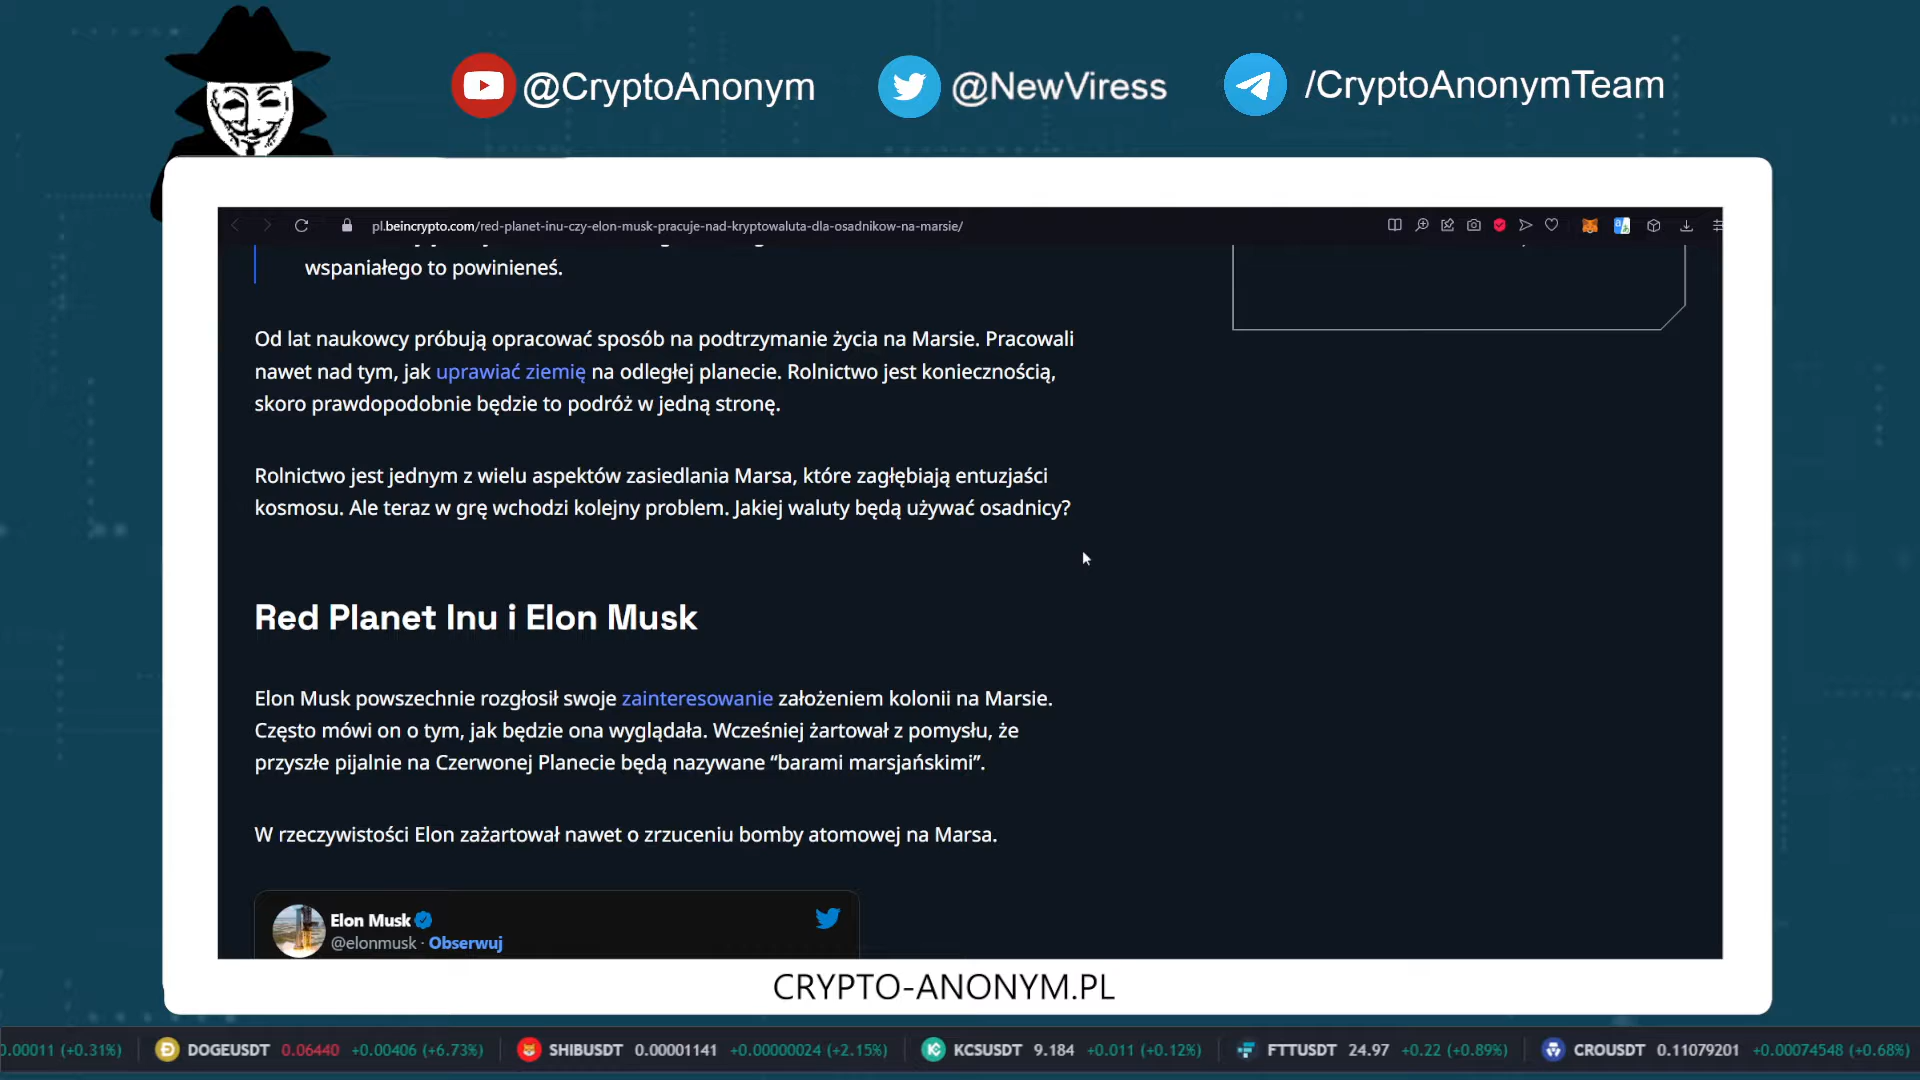 @CryptoAnonym
@NewViress
/CryptoAnonymTeam
pl.beincrypto.com/red-planet-inu-czy-elon-musk-pracuje-nad-kryptowaluta-dla-osadnikow-na-marsie/
wspaniałego to powinieneś.
Od lat naukowcy próbują opracować sposób na podtrzymanie życia na Marsie. Pracowali
nawet nad tym, jak uprawiać ziemię na odległej planecie. Rolnictwo jest koniecznością,
skoro prawdopodobnie będzie to podróż w jedną stronę.
Rolnictwo jest jednym z wielu aspektów zasiedlania Marsa, które zagłębiają entuzjaści
kosmosu. Ale teraz w grę wchodzi kolejny problem. Jakiej waluty będą używać osadnicy?
Red Planet Inu i Elon Musk
Elon Musk powszechnie rozgłosił swoje zainteresowanie założeniem kolonii na Marsie.
Często mówi on o tym, jak będzie ona wyglądała. Wcześniej żartował z pomysłu, że
przyszłe pijalnie na Czerwonej Planecie będą nazywane “barami marsjańskimi”.
W rzeczywistości Elon zażartował nawet o zrzuceniu bomby atomowej na Marsa.
Elon Musk
@elonmusk · Obserwuj
CRYPTO-ANONYM.PL
0.00011 (+0.31%) DOGEUSDT 0.06440 +0.00406 (+6.73%) SHIBUSDT 0.00001141 +0.00000024 (+2.15%) KCSUSDT 9.184 +0.011 (+0.12%) FTTUSDT 24.97 +0.22 (+0.89%) CROUSDT 0.11079201 +0.00074548 (+0.68%)